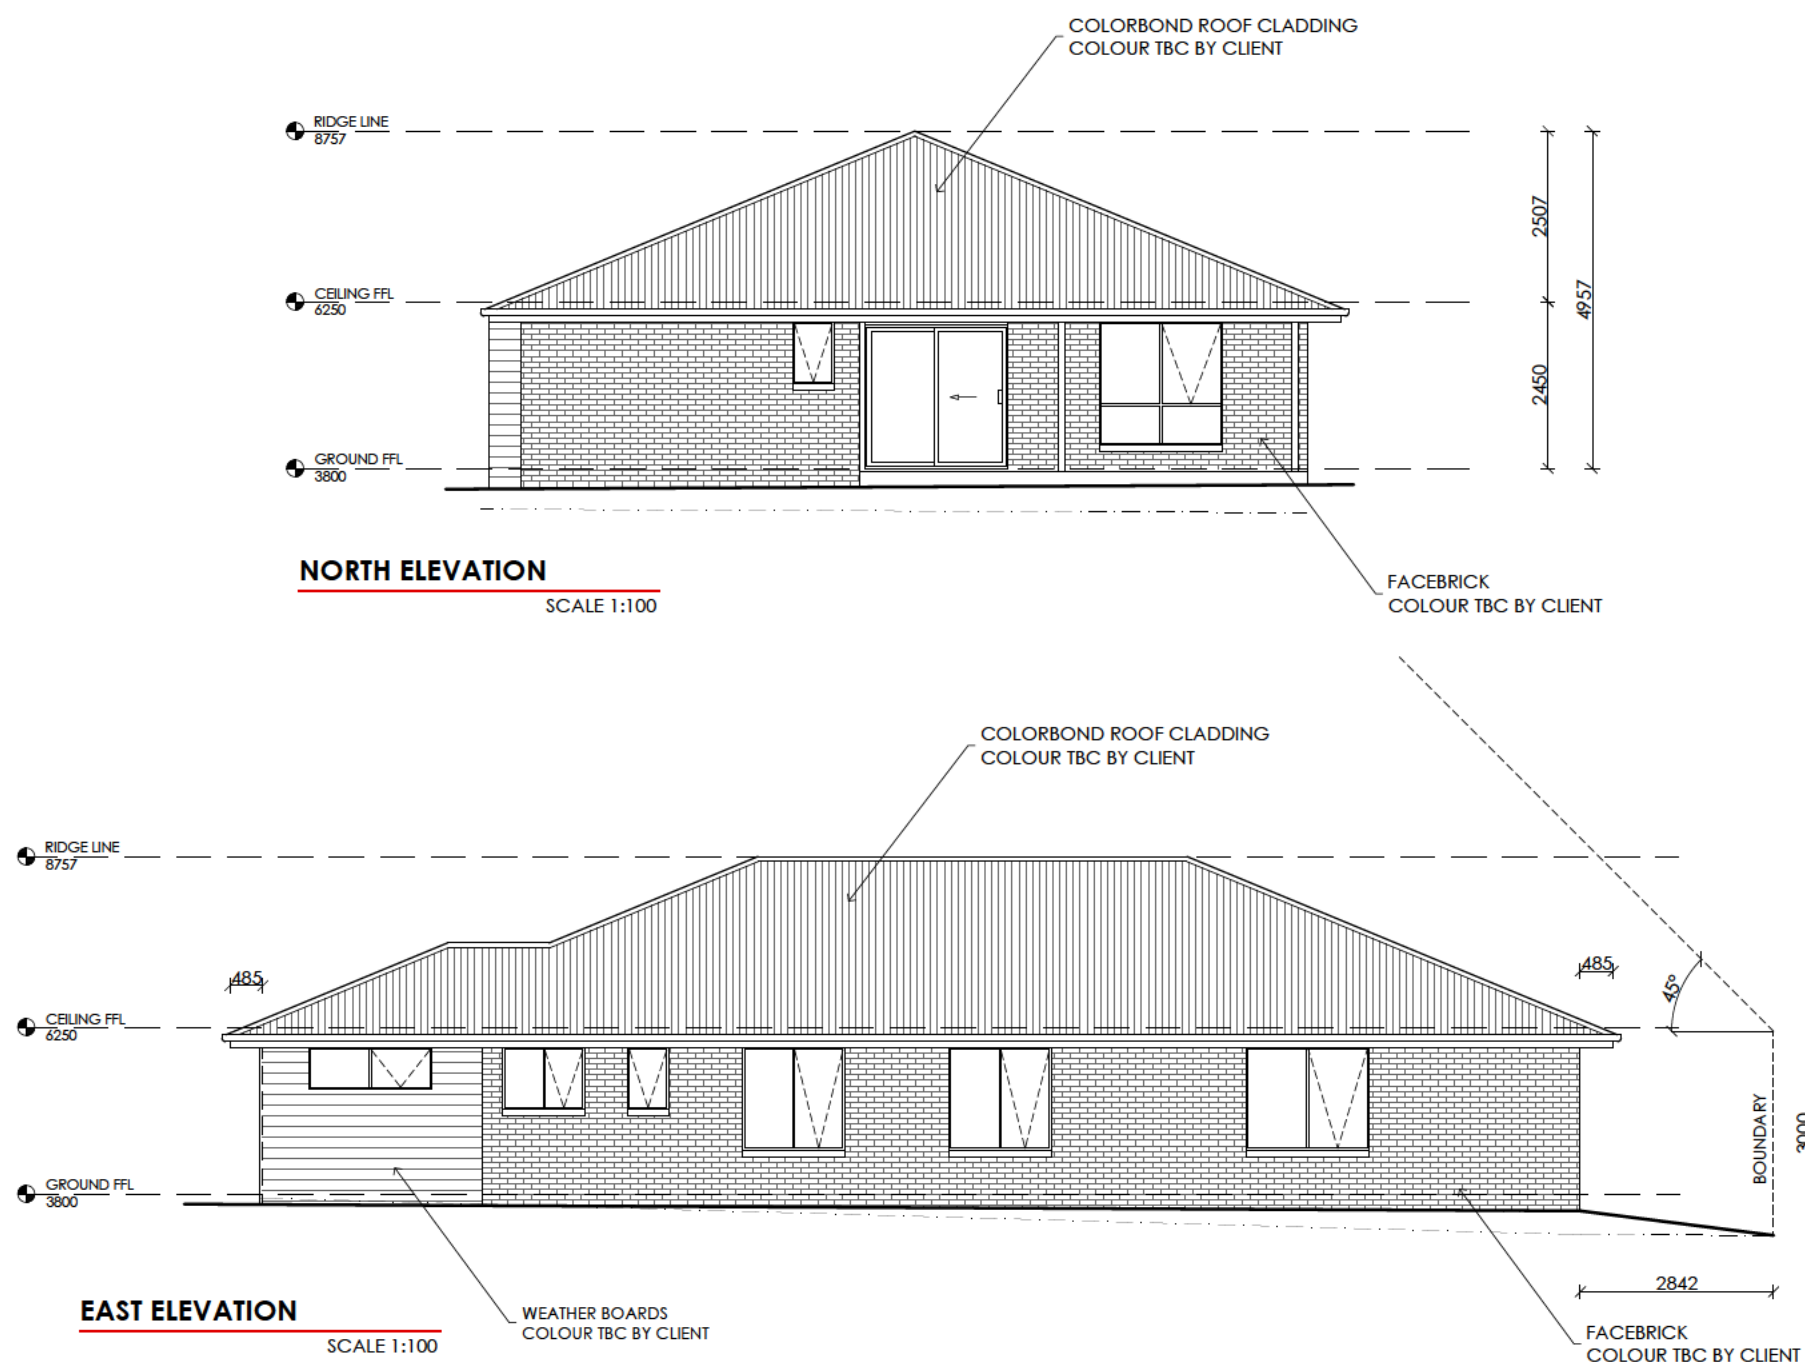 COLORBOND ROOF CLADDING
COLOUR TBC BY CLIENT
RIDGE LINE
8757
CEILING FFL
6250
GROUND FFL
3800
2507
4957
2450
NORTH ELEVATION
SCALE 1:100
FACEBRICK
COLOUR TBC BY CLIENT
COLORBOND ROOF CLADDING
COLOUR TBC BY CLIENT
RIDGE LINE
8757
485
485
45°
CEILING FFL
6250
BOUNDARY
3000
GROUND FFL
3800
2842
EAST ELEVATION
SCALE 1:100
WEATHER BOARDS
COLOUR TBC BY CLIENT
FACEBRICK
COLOUR TBC BY CLIENT